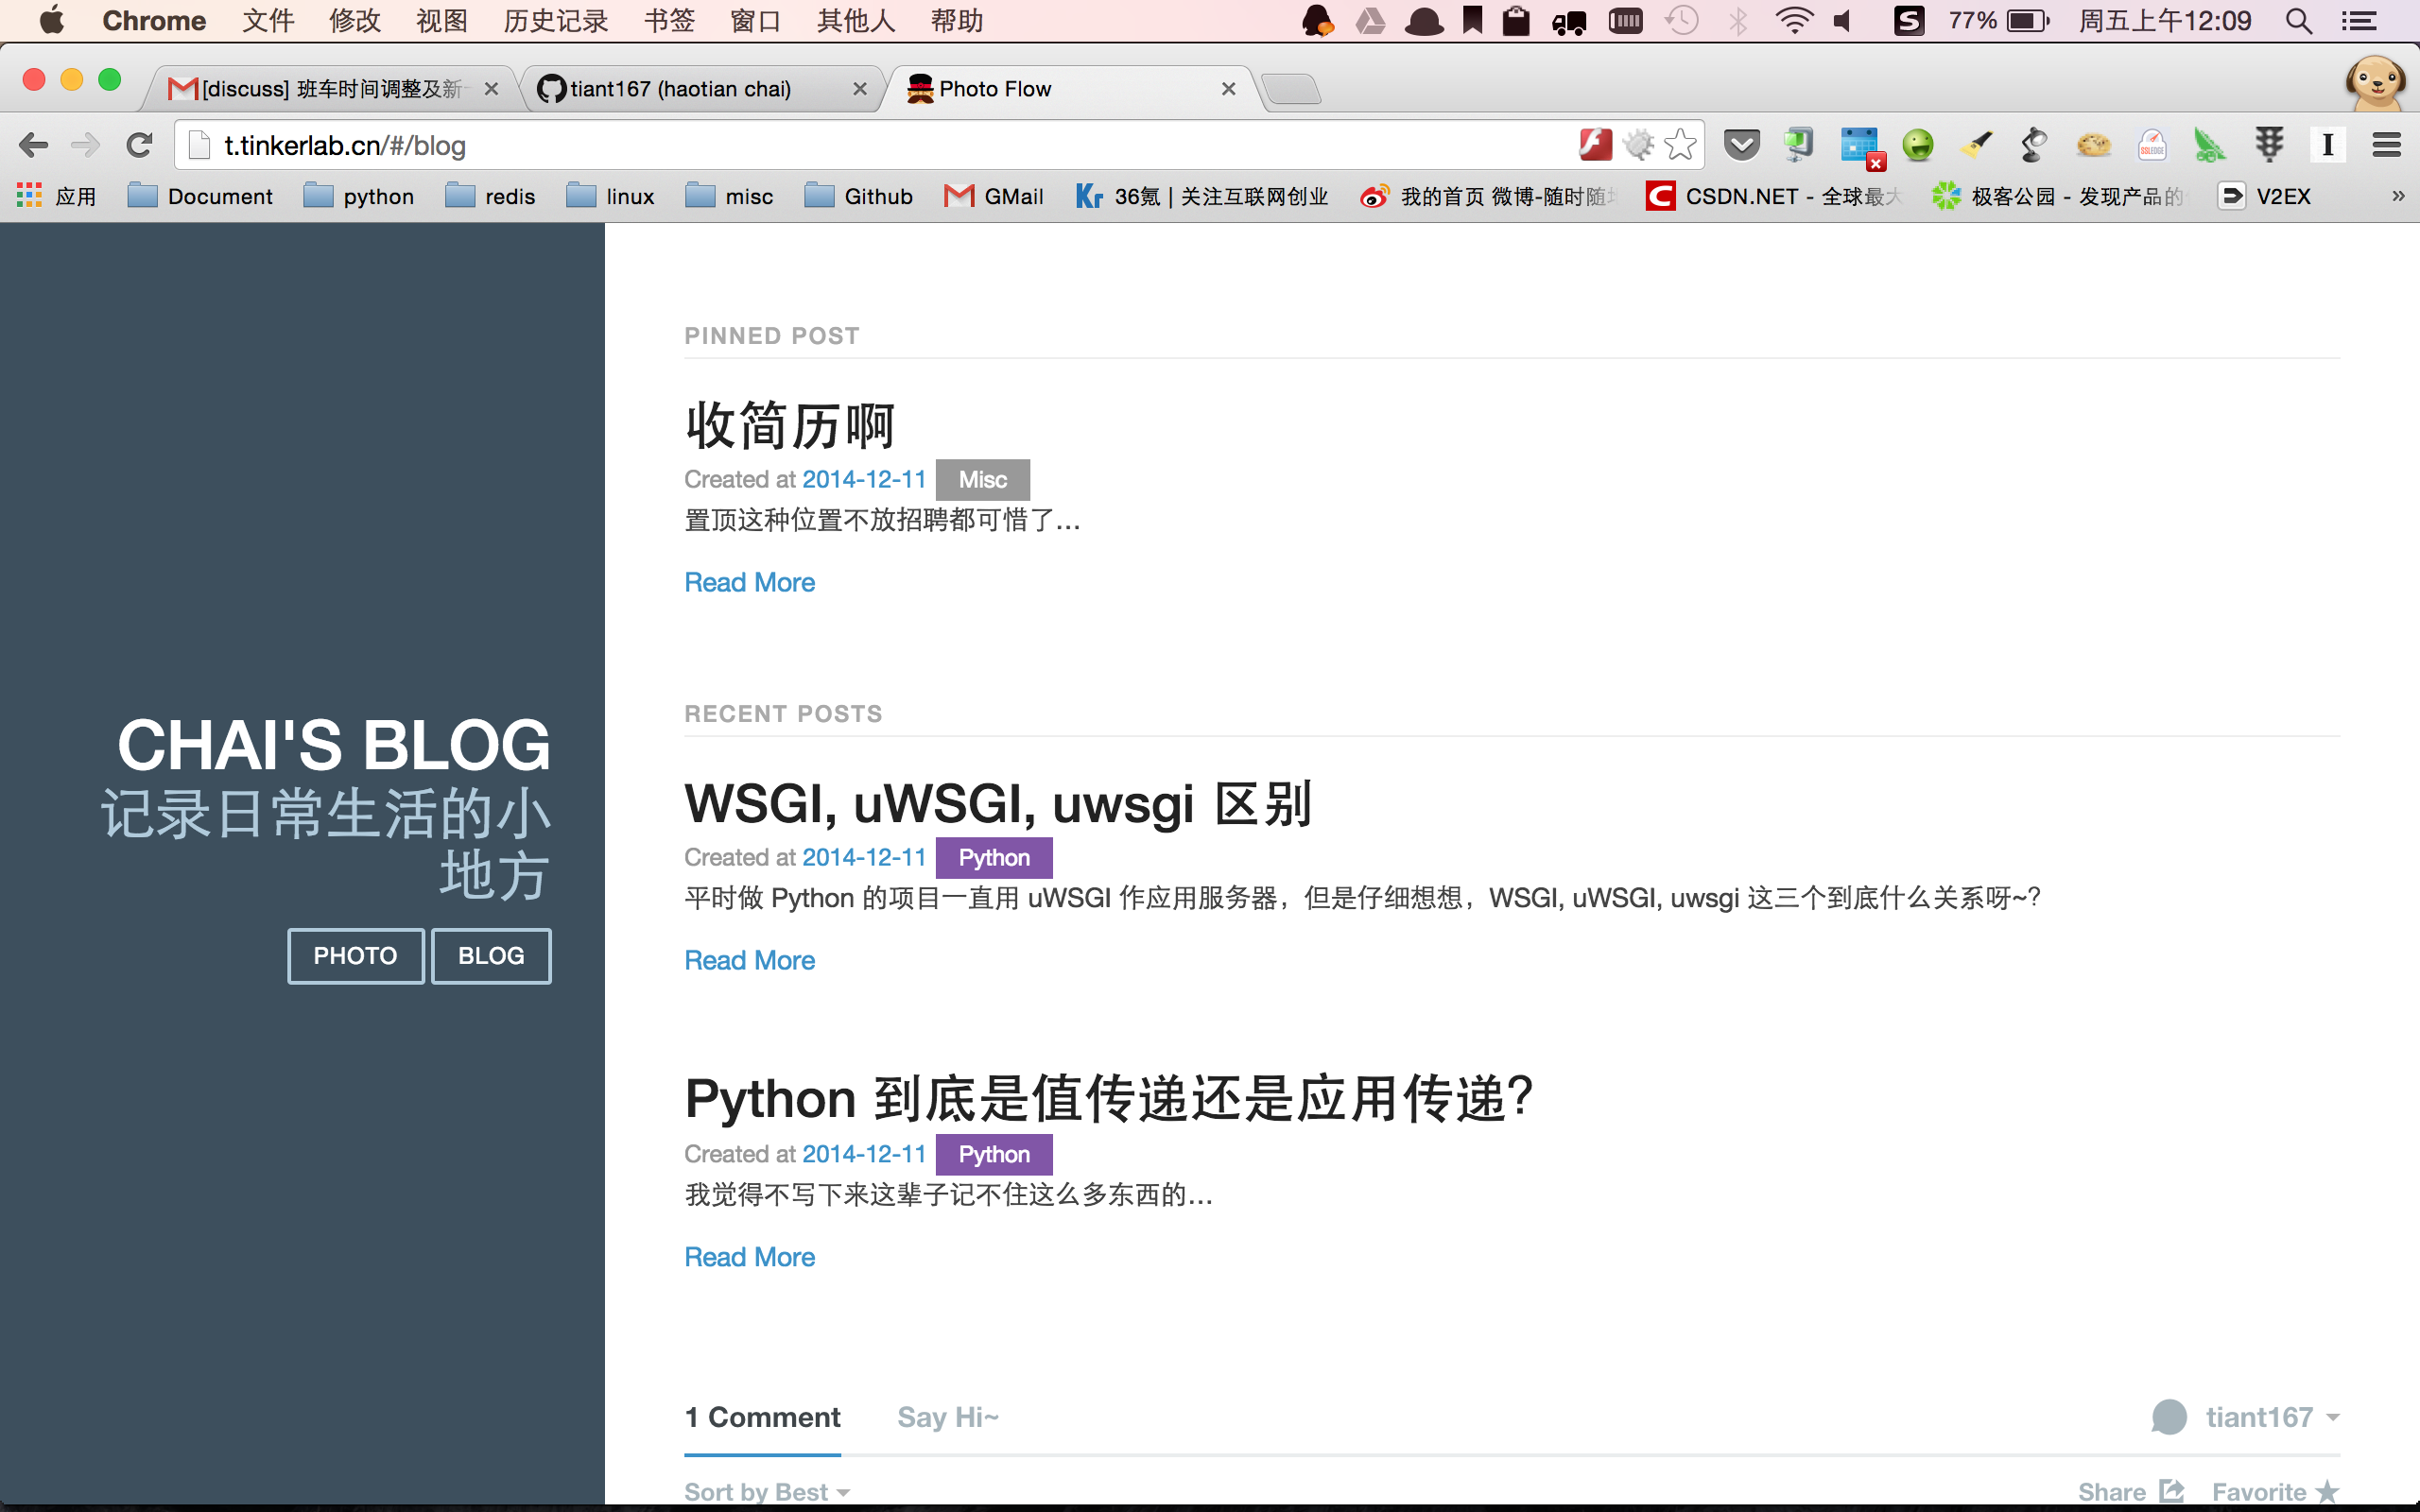 Chrome 文件 修改 视图 历史记录 书签 窗口 其他人 帮助 77% 周五上午12:09
[discuss] 班车时间调整及新 tiant167 (haotian chai) Photo Flow
t.tinkerlab.cn/#/blog
应用 Document python redis linux misc Github GMail 36氪 | 关注互联网创业 我的首页 微博-随时随 CSDN.NET - 全球最大 极客公园 - 发现产品的 V2EX »
CHAI'S BLOG
记录日常生活的小
地方
PHOTO BLOG
PINNED POST
收简历啊
Created at 2014-12-11 Misc
置顶这种位置不放招聘都可惜了...
Read More
RECENT POSTS
WSGI, uWSGI, uwsgi 区别
Created at 2014-12-11 Python
平时做 Python 的项目一直用 uWSGI 作应用服务器，但是仔细想想，WSGI, uWSGI, uwsgi 这三个到底什么关系呀~?
Read More
Python 到底是值传递还是应用传递?
Created at 2014-12-11 Python
我觉得不写下来这辈子记不住这么多东西的...
Read More
1 Comment Say Hi~ tiant167
Sort by Best Share Favorite